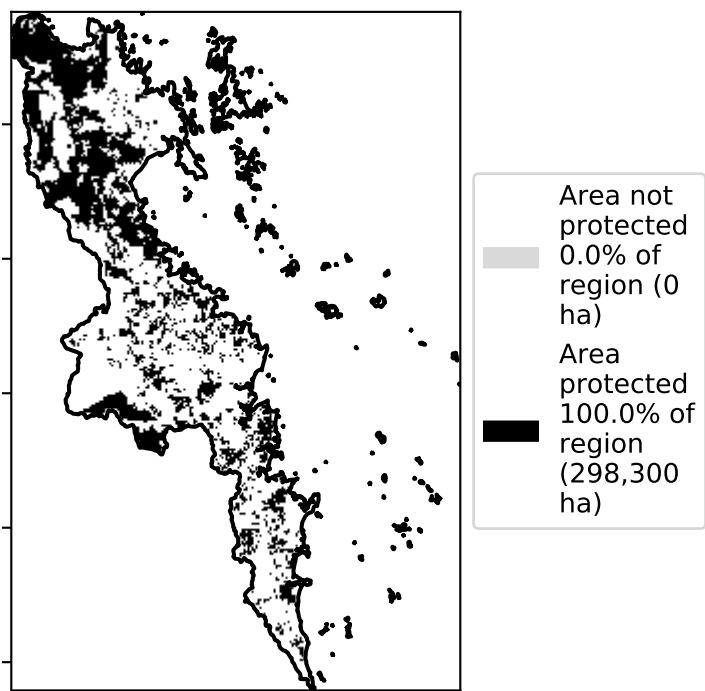 Area not
protected
0.0% of
region (0
ha)
Area
protected
100.0% of
region
(298,300
ha)